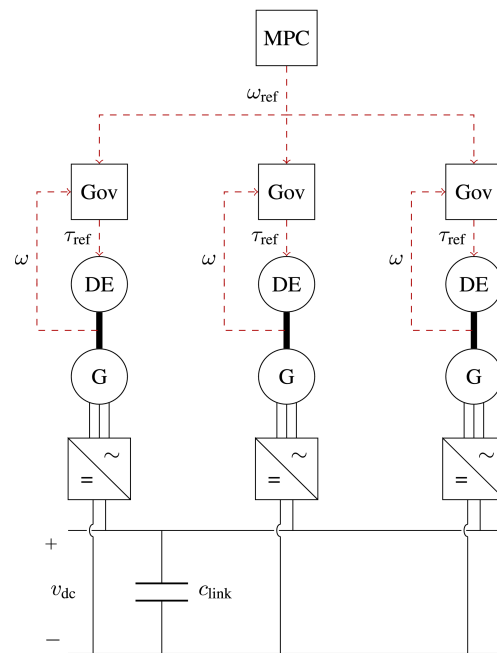 MPC
ω_ref
Gov Gov Gov
τ_ref τ_ref τ_ref
ω ω ω
DE DE DE
G G G
~ ~ ~
= = =
+
v_dc c_link
−